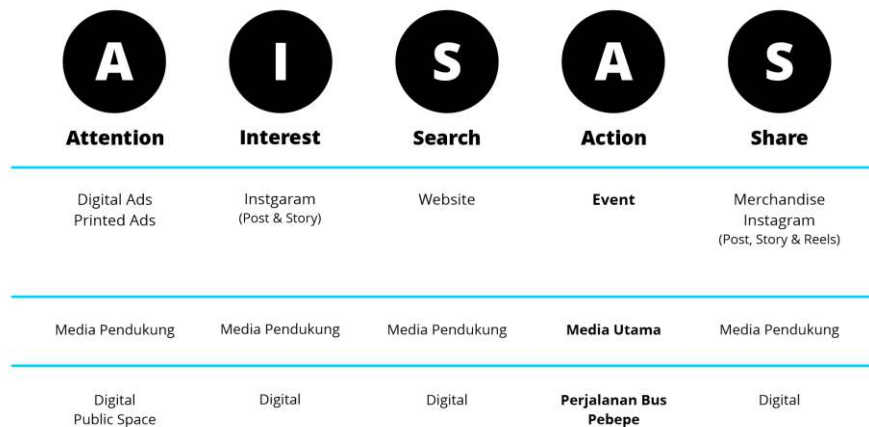 A I S A S
Attention Interest Search Action Share
Digital Ads
Printed Ads
Instgaram
(Post & Story)
Website
Event
Merchandise
Instagram
(Post, Story & Reels)
Media Pendukung Media Pendukung Media Pendukung Media Utama Media Pendukung
Digital
Public Space
Digital
Digital
Perjalanan Bus
Pebepe
Digital